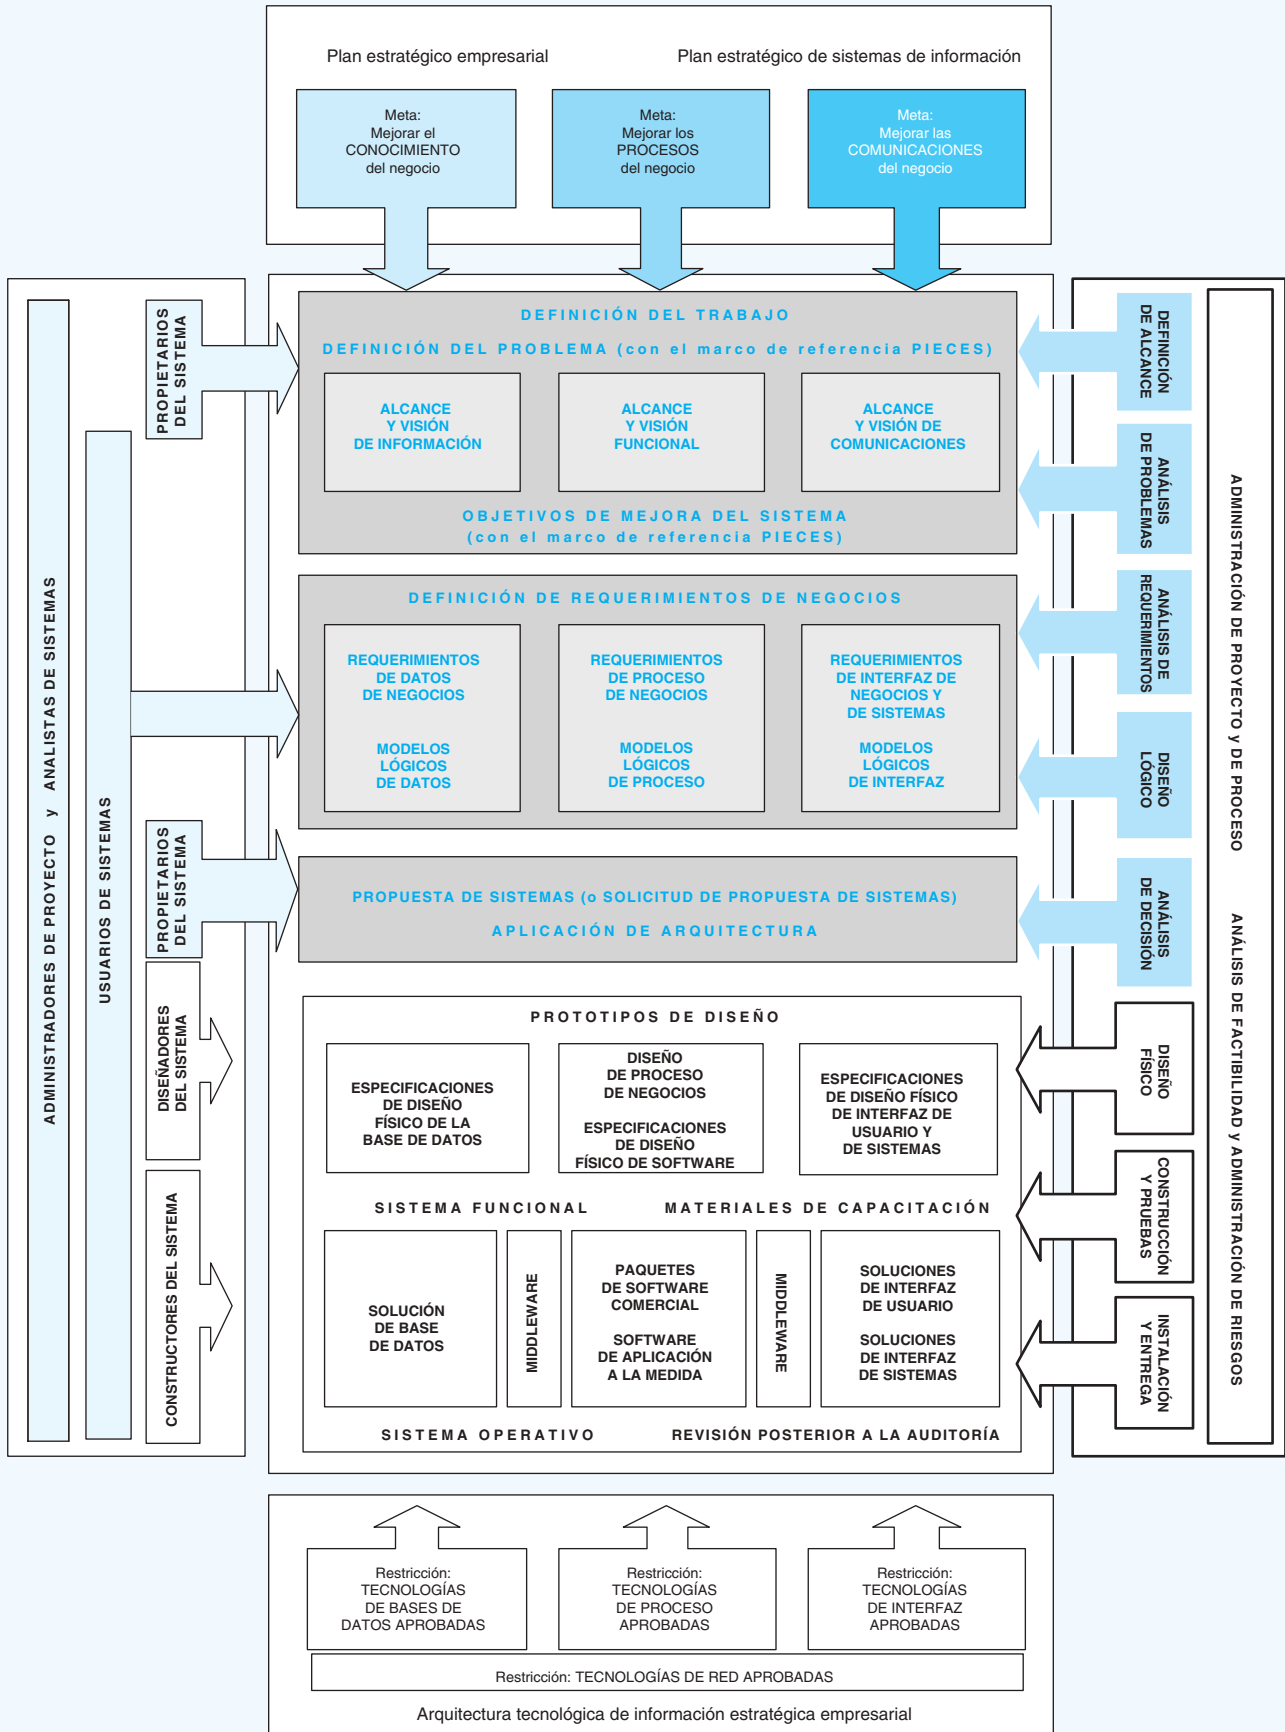 Plan estratégico empresarial
Plan estratégico de sistemas de información
Meta:
Mejorar el
CONOCIMIENTO
del negocio
Meta:
Mejorar los
PROCESOS
del negocio
Meta:
Mejorar las
COMUNICACIONES
del negocio
ADMINISTRADORES DE PROYECTO y ANALISTAS DE SISTEMAS
USUARIOS DE SISTEMAS
PROPIETARIOS
DEL SISTEMA
PROPIETARIOS
DEL SISTEMA
DISEÑADORES
DEL SISTEMA
CONSTRUCTORES DEL SISTEMA
DEFINICIÓN DEL TRABAJO
DEFINICIÓN DEL PROBLEMA (con el marco de referencia PIECES)
ALCANCE
Y VISIÓN
DE INFORMACIÓN
ALCANCE
Y VISIÓN
FUNCIONAL
ALCANCE
Y VISIÓN DE
COMUNICACIONES
OBJETIVOS DE MEJORA DEL SISTEMA
(con el marco de referencia PIECES)
DEFINICIÓN DE REQUERIMIENTOS DE NEGOCIOS
REQUERIMIENTOS
DE DATOS
DE NEGOCIOS
MODELOS
LÓGICOS
DE DATOS
REQUERIMIENTOS
DE PROCESO
DE NEGOCIOS
MODELOS
LÓGICOS
DE PROCESO
REQUERIMIENTOS
DE INTERFAZ DE
NEGOCIOS Y
DE SISTEMAS
MODELOS
LÓGICOS
DE INTERFAZ
PROPUESTA DE SISTEMAS (o SOLICITUD DE PROPUESTA DE SISTEMAS)
APLICACIÓN DE ARQUITECTURA
PROTOTIPOS DE DISEÑO
ESPECIFICACIONES
DE DISEÑO
FÍSICO DE LA
BASE DE DATOS
DISEÑO
DE PROCESO
DE NEGOCIOS
ESPECIFICACIONES
DE DISEÑO
FÍSICO DE SOFTWARE
ESPECIFICACIONES
DE DISEÑO FÍSICO
DE INTERFAZ DE
USUARIO Y
DE SISTEMAS
SISTEMA FUNCIONAL
MATERIALES DE CAPACITACIÓN
SOLUCIÓN
DE BASE
DE DATOS
MIDDLEWARE
PAQUETES
DE SOFTWARE
COMERCIAL
SOFTWARE
DE APLICACIÓN
A LA MEDIDA
MIDDLEWARE
SOLUCIONES
DE INTERFAZ
DE USUARIO
SOLUCIONES
DE INTERFAZ
DE SISTEMAS
SISTEMA OPERATIVO
REVISIÓN POSTERIOR A LA AUDITORÍA
DEFINICIÓN
DE ALCANCE
ANÁLISIS
DE PROBLEMAS
ANÁLISIS DE
REQUERIMIENTOS
DISEÑO
LÓGICO
ANÁLISIS
DE DECISIÓN
DISEÑO
FÍSICO
CONSTRUCCIÓN
Y PRUEBAS
INSTALACIÓN
Y ENTREGA
ADMINISTRACIÓN DE PROYECTO y DE PROCESO
ANÁLISIS DE FACTIBILIDAD y ADMINISTRACIÓN DE RIESGOS
Restricción:
TECNOLOGÍAS
DE BASES DE
DATOS APROBADAS
Restricción:
TECNOLOGÍAS
DE PROCESO
APROBADAS
Restricción:
TECNOLOGÍAS
DE INTERFAZ
APROBADAS
Restricción: TECNOLOGÍAS DE RED APROBADAS
Arquitectura tecnológica de información estratégica empresarial